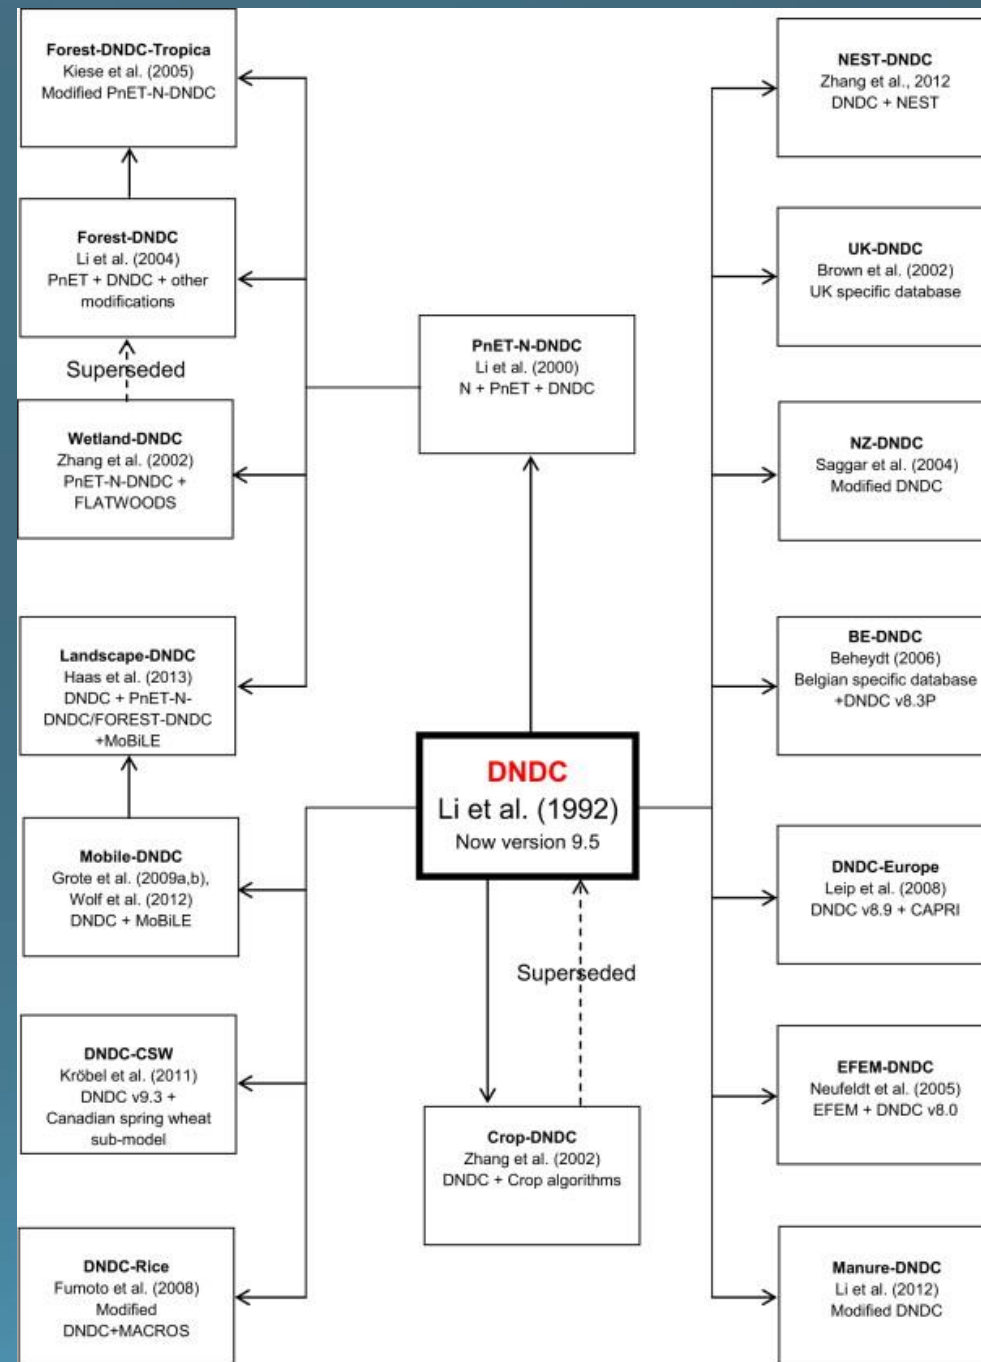 Forest-DNDC-Tropica
Kiese et al. (2005)
Modified PnET-N-DNDC
Forest-DNDC
Li et al. (2004)
PnET + DNDC + other
modifications
Superseded
Wetland-DNDC
Zhang et al. (2002)
PnET-N-DNDC +
FLATWOODS
Landscape-DNDC
Haas et al. (2013)
DNDC + PnET-N-
DNDC/FOREST-DNDC
+MoBiLE
Mobile-DNDC
Grote et al. (2009a,b),
Wolf et al. (2012)
DNDC + MoBiLE
DNDC-CSW
Kröbel et al. (2011)
DNDC v9.3 +
Canadian spring wheat
sub-model
DNDC-Rice
Fumoto et al. (2008)
Modified
DNDC+MACROS
PnET-N-DNDC
Li et al. (2000)
N + PnET + DNDC
DNDC
Li et al. (1992)
Now version 9.5
Superseded
Crop-DNDC
Zhang et al. (2002)
DNDC + Crop algorithms
NEST-DNDC
Zhang et al., 2012
DNDC + NEST
UK-DNDC
Brown et al. (2002)
UK specific database
NZ-DNDC
Saggar et al. (2004)
Modified DNDC
BE-DNDC
Beheydt (2006)
Belgian specific database
+DNDC v8.3P
DNDC-Europe
Leip et al. (2008)
DNDC v8.9 + CAPRI
EFEM-DNDC
Neufeldt et al. (2005)
EFEM + DNDC v8.0
Manure-DNDC
Li et al. (2012)
Modified DNDC